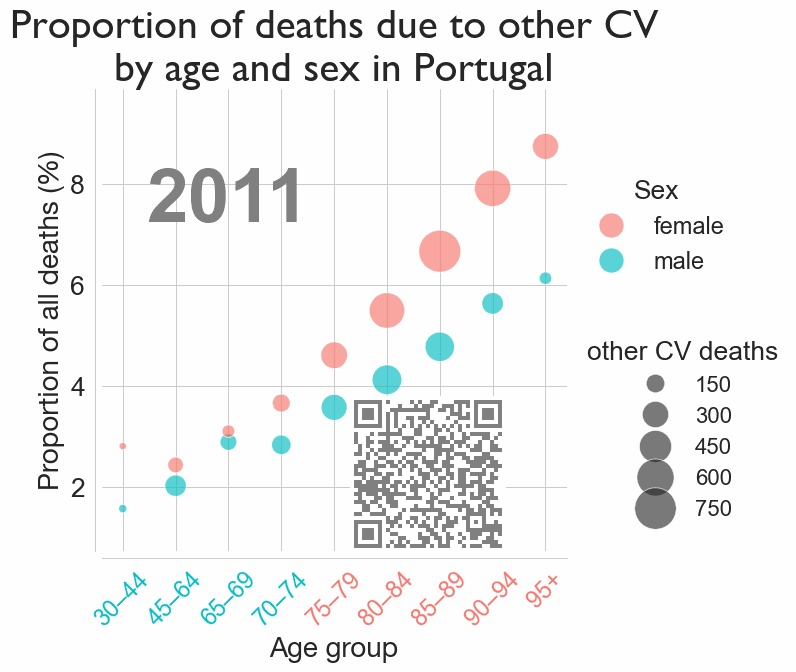 Proportion of deaths due to other CV
by age and sex in Portugal
2011
Proportion of all deaths (%)
8
6
4
2
30–44
45–64
65–69
70–74
75–79
80–84
85–89
90–94
95+
Age group
Sex
female
male
other CV deaths
150
300
450
600
750